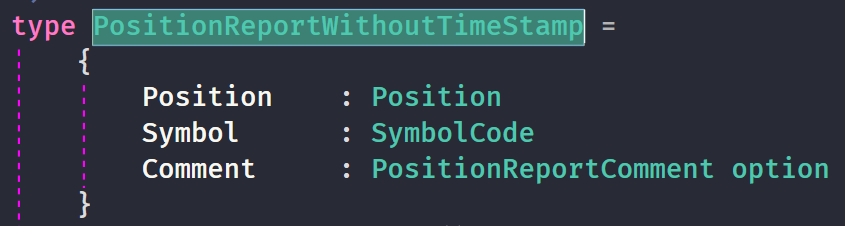 type PositionReportWithoutTimeStamp =
{
Position : Position
Symbol : SymbolCode
Comment : PositionReportComment option
}